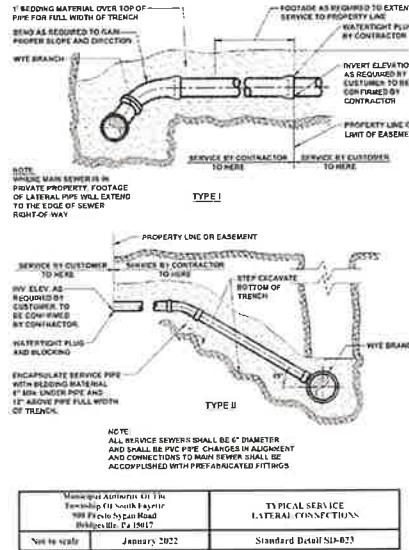 1' BEDDING MATERIAL OVER TOP OF
PIPE FOR FULL WIDTH OF TRENCH
FOOTAGE AS REQUIRED TO EXTEN
SERVICE TO PROPERTY LINE
BEND AS REQUIRED TO GAIN
PROPER SLOPE AND DIRECTION
WATERTIGHT PLU
BY CONTRACTOR
WYE BRANCH
INVERT ELEVATIO
AS REQUIRED BY
CUSTOMER TO BE
CONFIRMED BY
CONTRACTOR
PROPERTY LINE O
LIMIT OF EASEME
SERVICE BY CONTRACTOR
TO HERE
SERVICE BY CUSTOMER
TO HERE
NOTE:
WHERE MAIN SEWER IS IN
PRIVATE PROPERTY, FOOTAGE
OF LATERAL PIPE WILL EXTEND
TO THE EDGE OF SEWER
RIGHT-OF-WAY
TYPE I
PROPERTY LINE OR EASEMENT
SERVICE BY CUSTOMER
TO HERE
SERVICE BY CONTRACTOR
TO HERE
STEP EXCAVATE
BOTTOM OF
TRENCH
INV. ELEV. AS
REQUIRED BY
CUSTOMER, TO
BE CONFIRMED
BY CONTRACTOR
WATERTIGHT PLUG
AND BLOCKING
WYE BRAN
ENCAPSULATE SERVICE PIPE
WITH BEDDING MATERIAL
6" MIN UNDER PIPE AND
12" ABOVE PIPE FULL WIDTH
OF TRENCH.
TYPE II
NOTE:
ALL SERVICE SEWERS SHALL BE 6" DIAMETER
AND SHALL BE PVC PIPE CHANGES IN ALIGNMENT
AND CONNECTIONS TO MAIN SEWER SHALL BE
ACCOMPLISHED WITH PREFABRICATED FITTINGS
Municipal Authority Of The
Township Of South Fayette
900 Presto Sygan Road
Bridgeville, Pa 15017
TYPICAL SERVICE
LATERAL CONNECTIONS
Not to scale
January 2022
Standard Detail SD-023